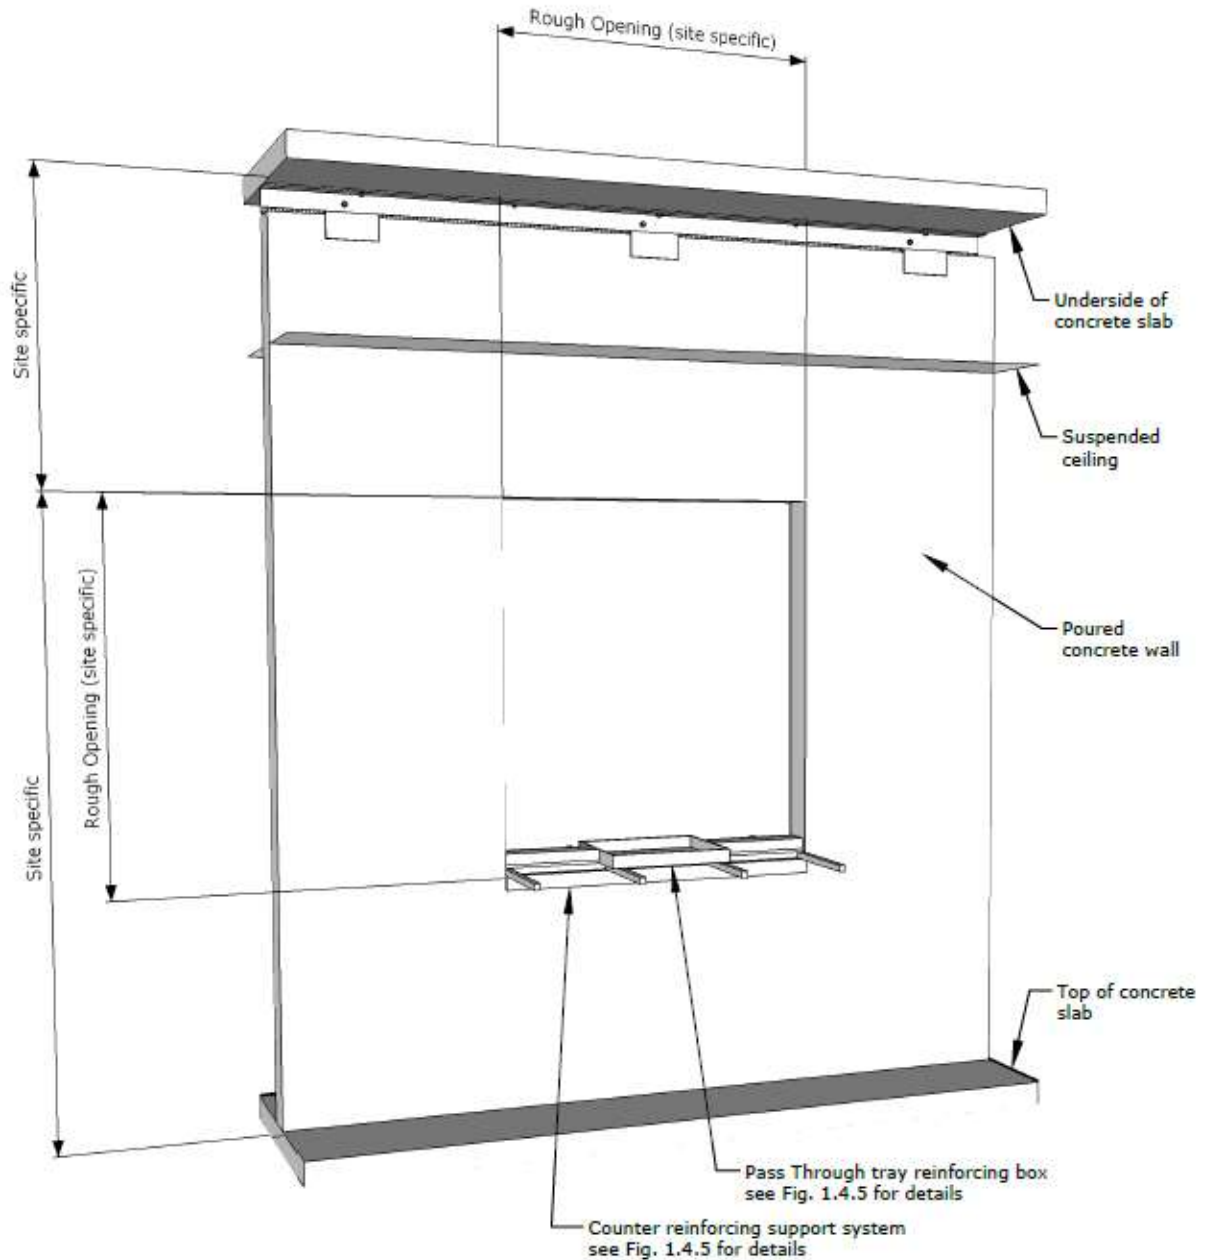 Rough Opening (site specific)
Site specific
Underside of
concrete slab
Suspended
ceiling
Rough Opening (site specific)
Poured
concrete wall
Site specific
Top of concrete
slab
Pass Through tray reinforcing box
see Fig. 1.4.5 for details
Counter reinforcing support system
see Fig. 1.4.5 for details